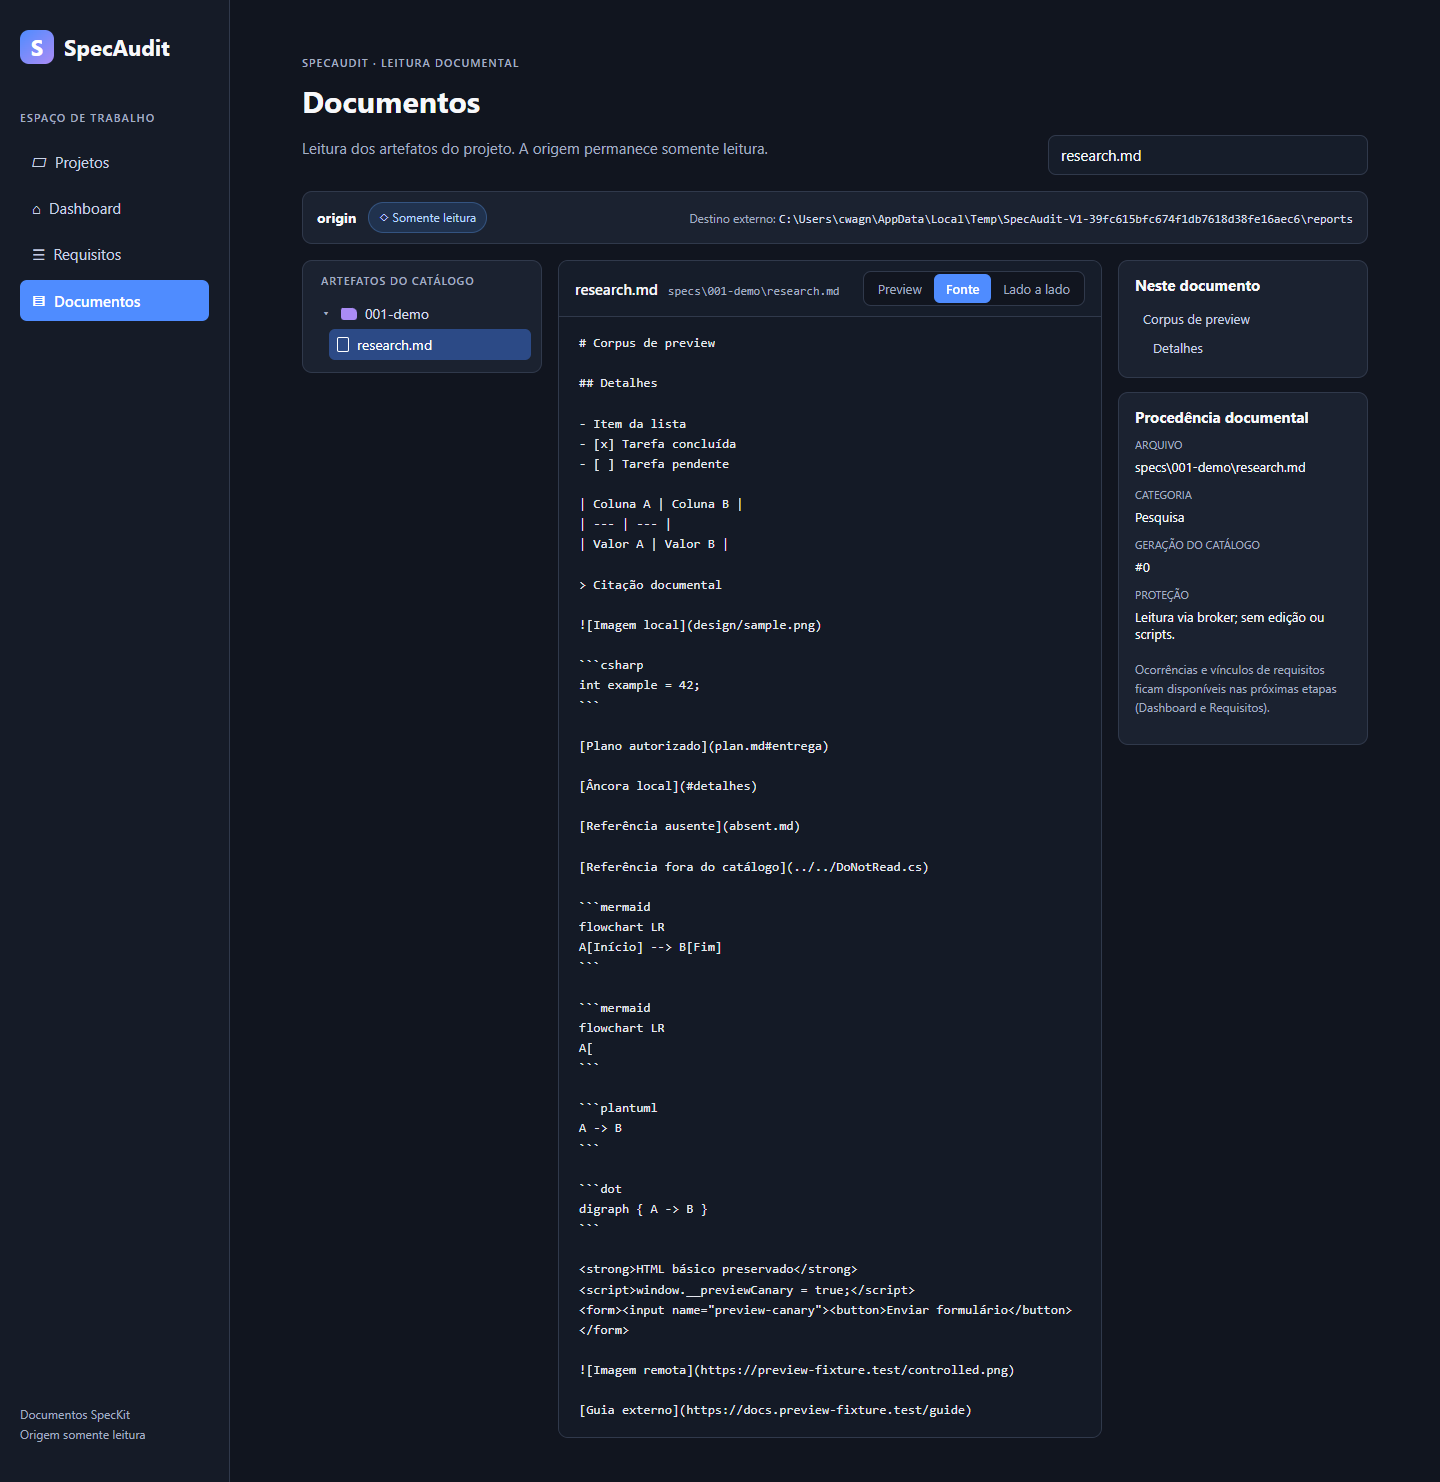 S SpecAudit
ESPAÇO DE TRABALHO
Projetos
Dashboard
Requisitos
Documentos
Documentos SpecKit
Origem somente leitura
SPECAUDIT · LEITURA DOCUMENTAL
Documentos
Leitura dos artefatos do projeto. A origem permanece somente leitura.
research.md
origin
Somente leitura
Destino externo: C:\Users\cwagn\AppData\Local\Temp\SpecAudit-V1-39fc615bfc674f1db7618d38fe16aec6\reports
ARTEFATOS DO CATÁLOGO
001-demo
research.md
research.md specs\001-demo\research.md
Preview Fonte Lado a lado
# Corpus de preview
## Detalhes
- Item da lista
- [x] Tarefa concluída
- [ ] Tarefa pendente
| Coluna A | Coluna B |
| --- | --- |
| Valor A | Valor B |
> Citação documental
![Imagem local](design/sample.png)
```csharp
int example = 42;
```
[Plano autorizado](plan.md#entrega)
[Âncora local](#detalhes)
[Referência ausente](absent.md)
[Referência fora do catálogo](../../DoNotRead.cs)
```mermaid
flowchart LR
A[Início] --> B[Fim]
```
```mermaid
flowchart LR
A[
```
```plantuml
A -> B
```
```dot
digraph { A -> B }
```
<strong>HTML básico preservado</strong>
<script>window.__previewCanary = true;</script>
<form><input name="preview-canary"><button>Enviar formulário</button>
</form>
![Imagem remota](https://preview-fixture.test/controlled.png)
[Guia externo](https://docs.preview-fixture.test/guide)
Neste documento
Corpus de preview
Detalhes
Procedência documental
ARQUIVO
specs\001-demo\research.md
CATEGORIA
Pesquisa
GERAÇÃO DO CATÁLOGO
#0
PROTEÇÃO
Leitura via broker; sem edição ou
scripts.
Ocorrências e vínculos de requisitos
ficam disponíveis nas próximas etapas
(Dashboard e Requisitos).